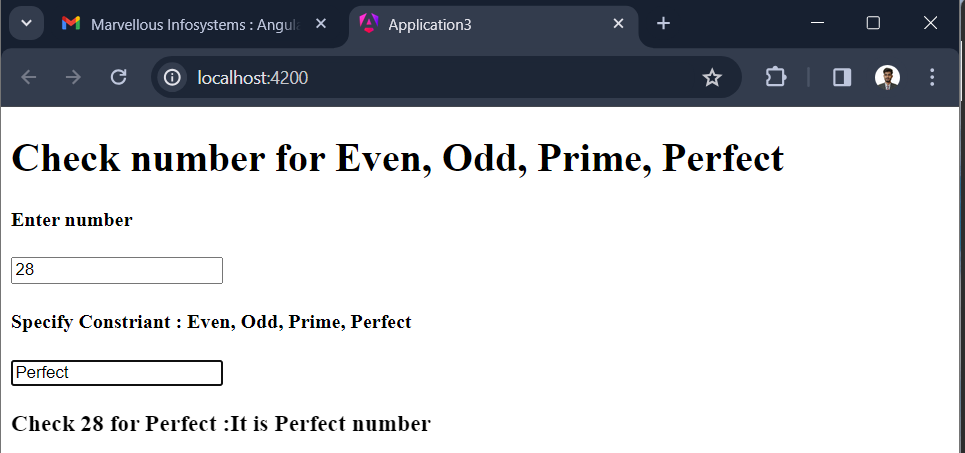 Marvellous Infosystems : Angula
Application3
localhost:4200
Check number for Even, Odd, Prime, Perfect
Enter number
28
Specify Constriant : Even, Odd, Prime, Perfect
Perfect
Check 28 for Perfect :It is Perfect number